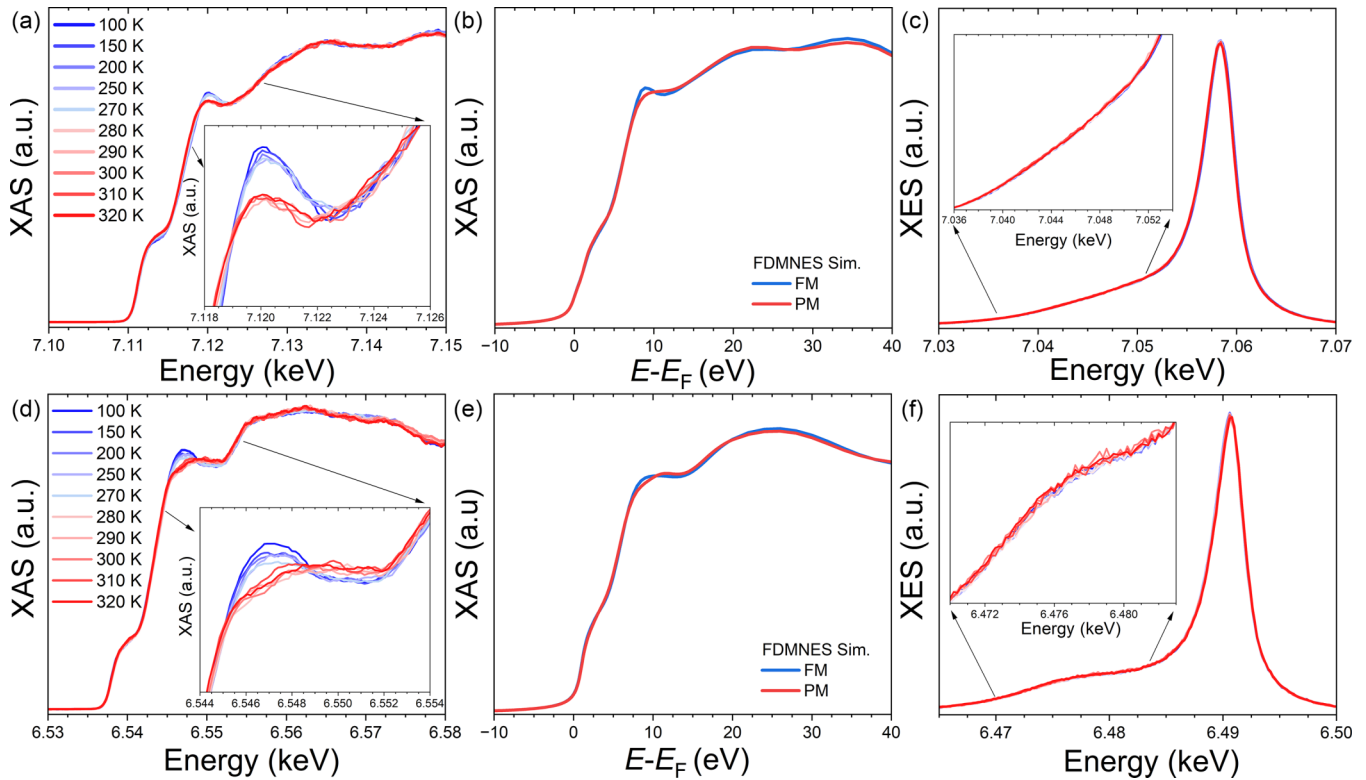 (a)
100 K
150 K
200 K
250 K
270 K
280 K
290 K
300 K
310 K
320 K
XAS (a.u.)
XAS (a.u.)
7.118 7.120 7.122 7.124 7.126
7.10 7.11 7.12 7.13 7.14 7.15
Energy (keV)
(b)
XAS (a.u.)
FDMNES Sim.
FM
PM
−10 0 10 20 30 40
E-EF (eV)
(c)
XES (a.u.)
7.036 7.040 7.044 7.048 7.052
Energy (keV)
7.03 7.04 7.05 7.06 7.07
Energy (keV)
(d)
100 K
150 K
200 K
250 K
270 K
280 K
290 K
300 K
310 K
320 K
XAS (a.u.)
XAS (a.u.)
6.544 6.546 6.548 6.550 6.552 6.554
6.53 6.54 6.55 6.56 6.57 6.58
Energy (keV)
(e)
XAS (a.u)
FDMNES Sim.
FM
PM
−10 0 10 20 30 40
E-EF (eV)
(f)
XES (a.u.)
6.472 6.476 6.480
Energy (keV)
6.47 6.48 6.49 6.50
Energy (keV)